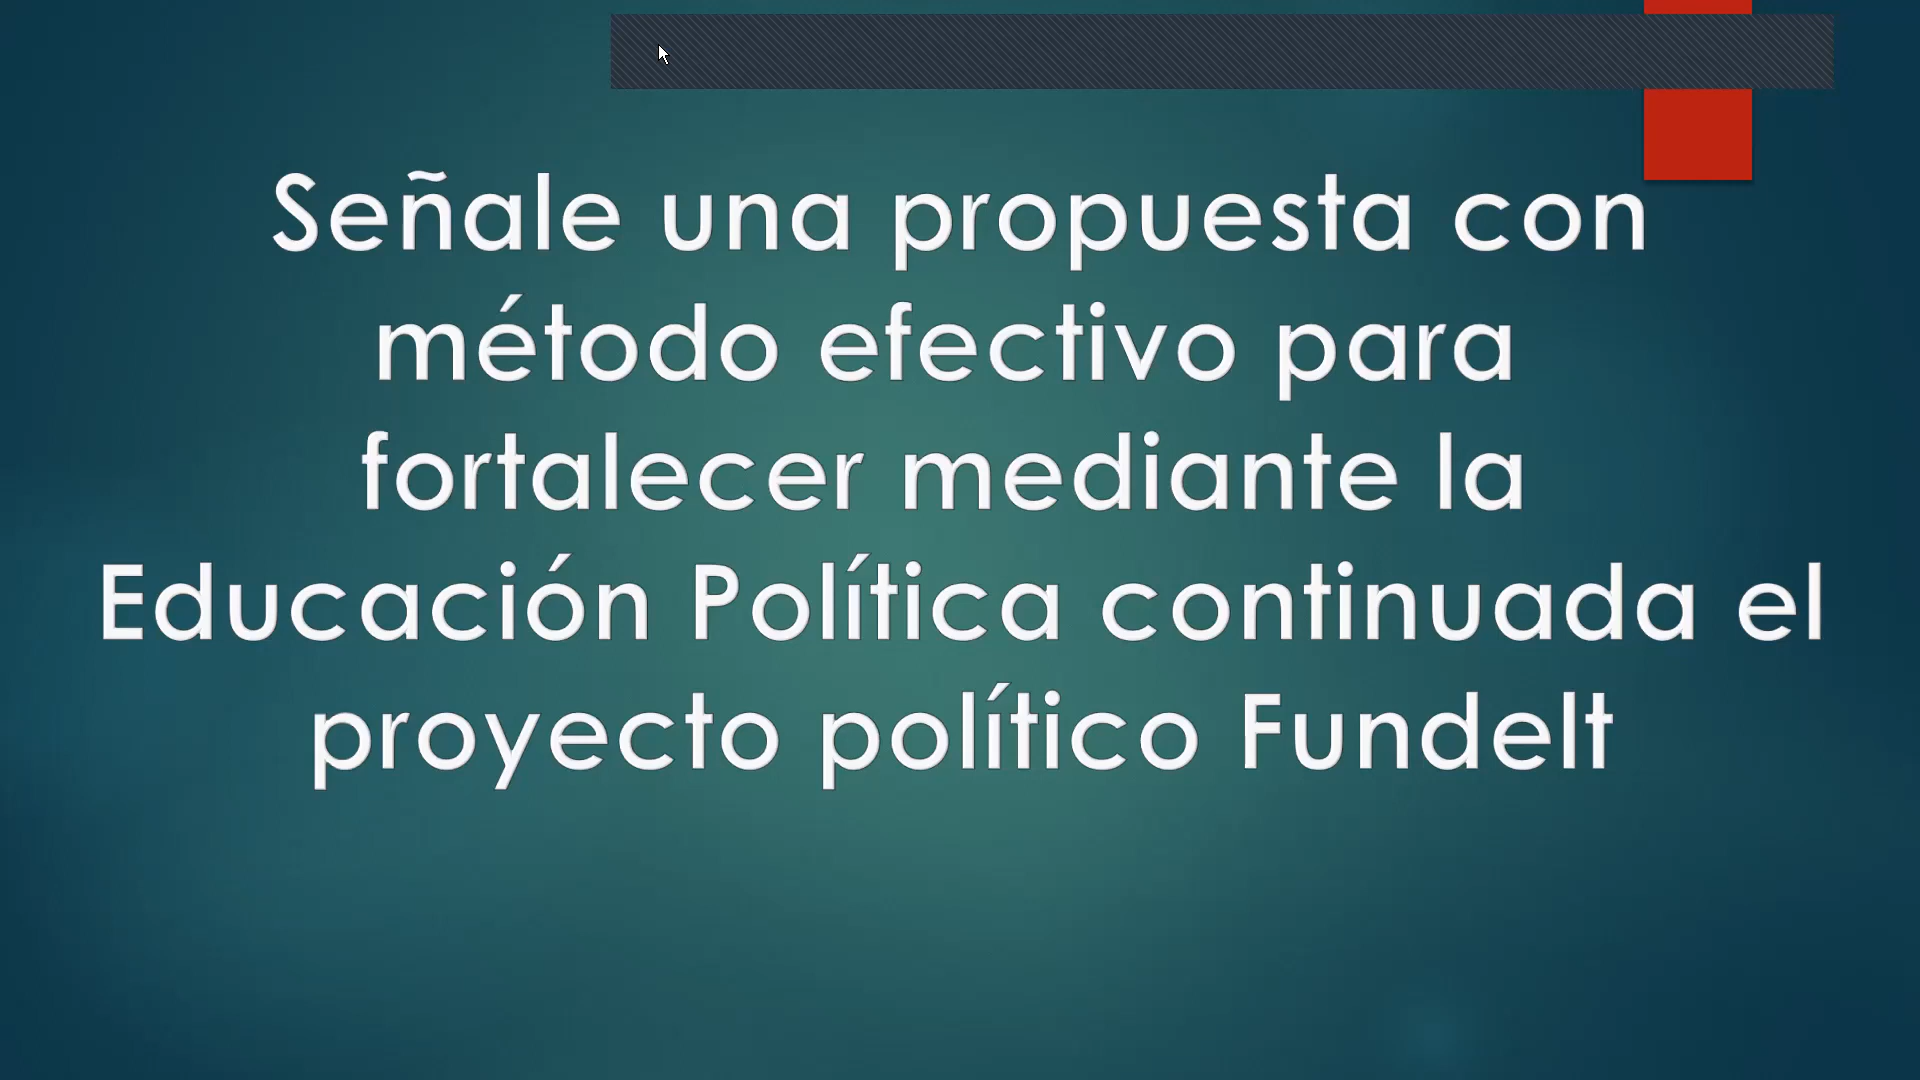 Señale una propuesta con
método efectivo para
fortalecer mediante la
Educación Política continuada el
proyecto político Fundelt